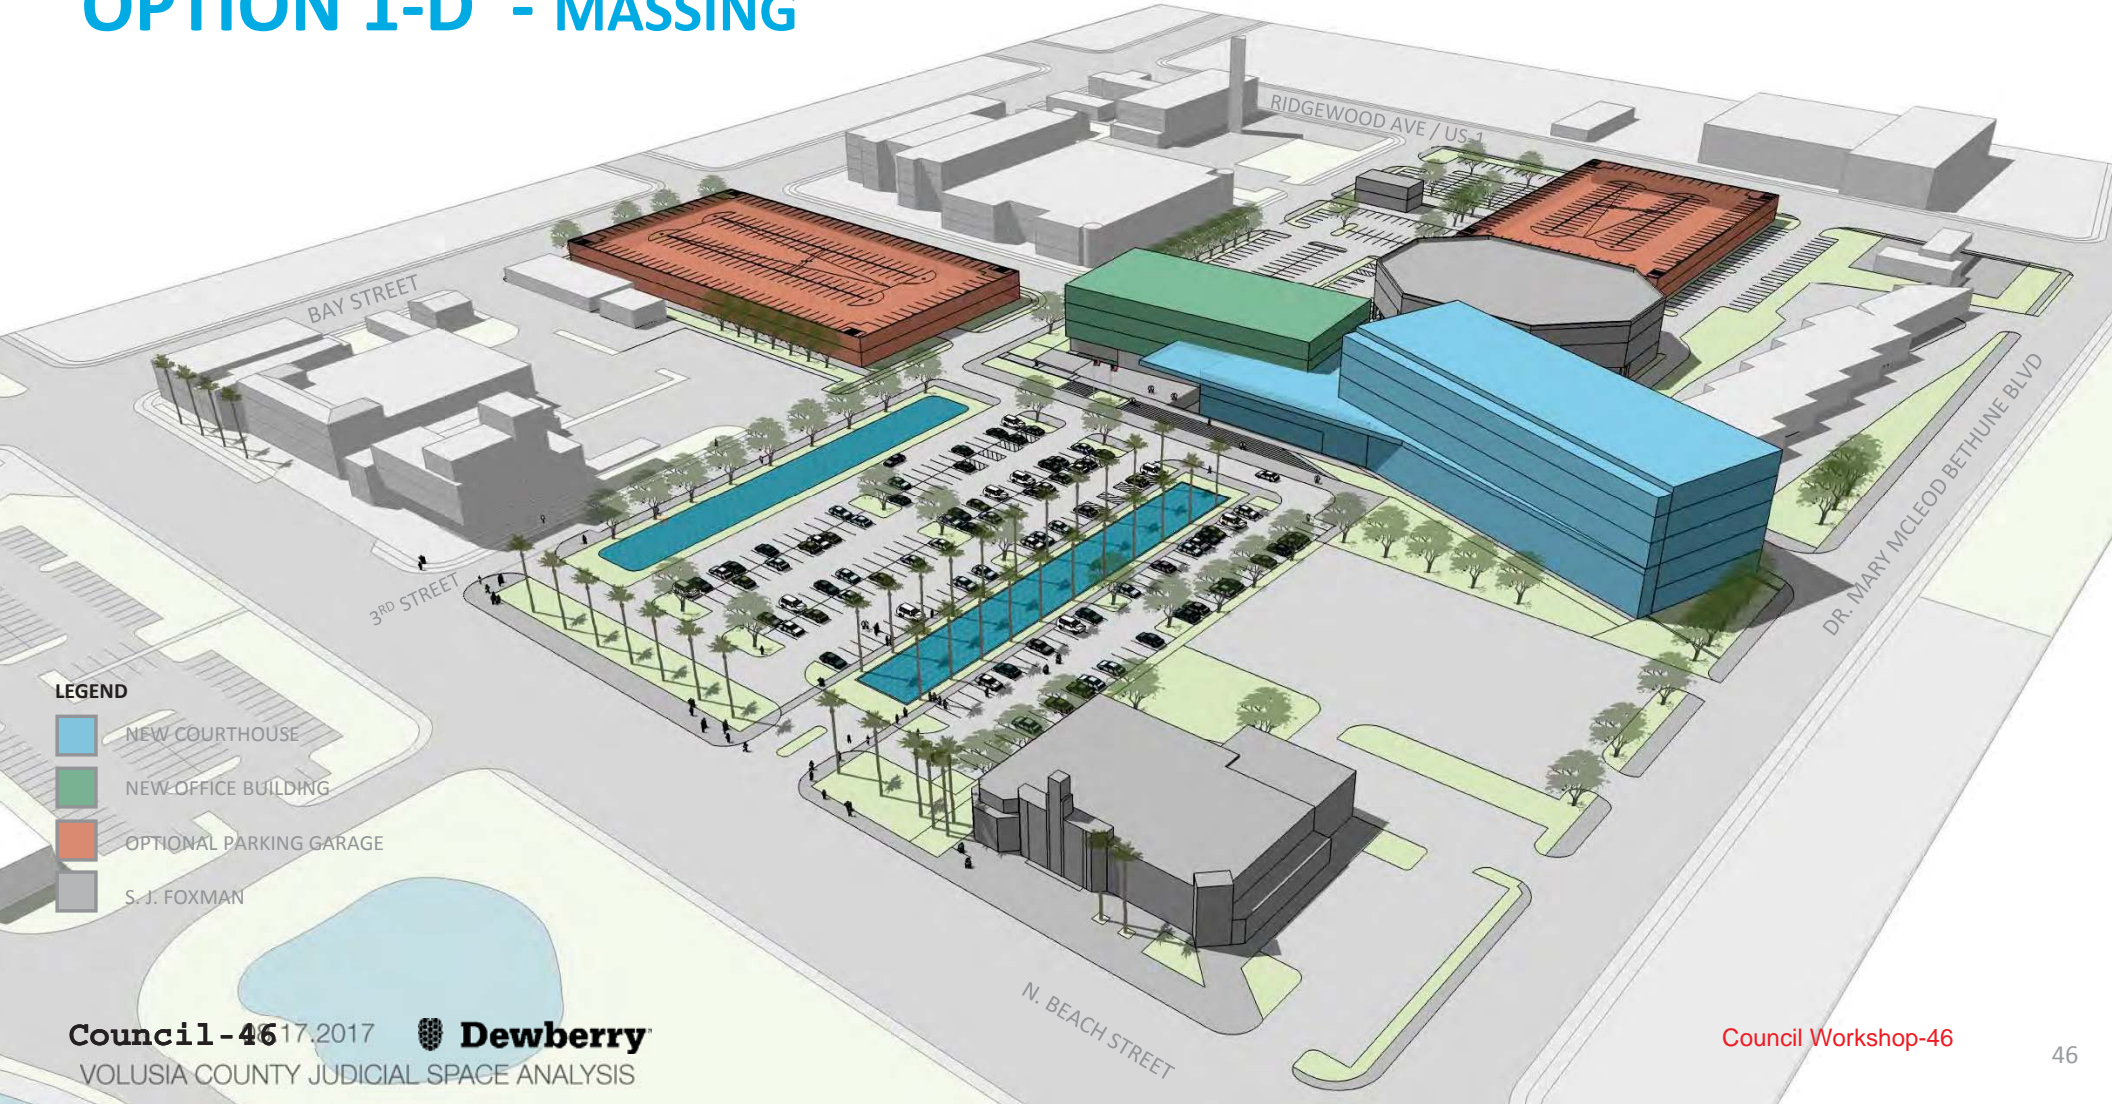 OPTION 1-D - MASSING
RIDGEWOOD AVE / US-1
BAY STREET
DR. MARY MCLEOD BETHUNE BLVD
3RD STREET
LEGEND
NEW COURTHOUSE
NEW OFFICE BUILDING
OPTIONAL PARKING GARAGE
S. J. FOXMAN
N. BEACH STREET
Council-46
17.2017
Dewberry
VOLUSIA COUNTY JUDICIAL SPACE ANALYSIS
Council Workshop-46
46